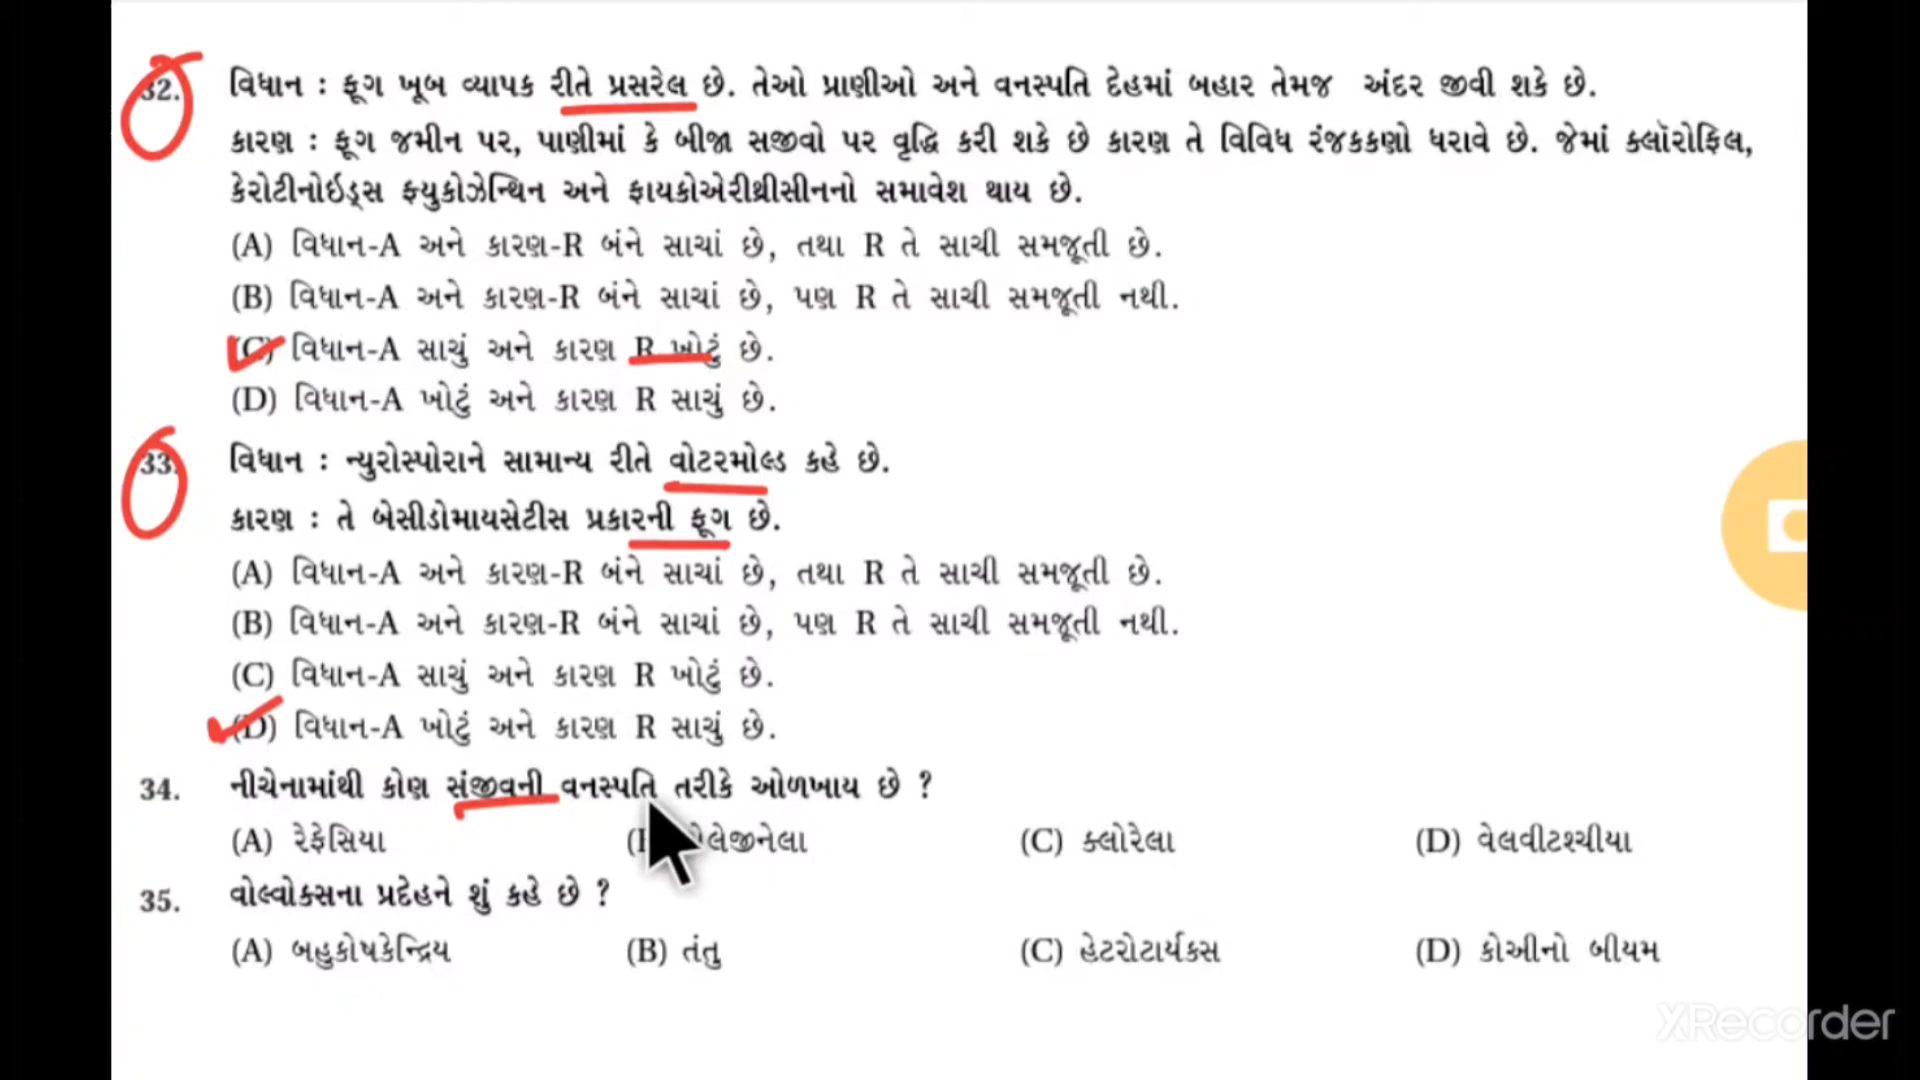 32. વિધાન : ફૂગ ખૂબ વ્યાપક રીતે પ્રસરેલ છે. તેઓ પ્રાણીઓ અને વનસ્પતિ દેહમાં બહાર તેમજ અંદર જીવી શકે છે.
કારણ : ફૂગ જમીન પર, પાણીમાં કે બીજા સજીવો પર વૃદ્ધિ કરી શકે છે કારણ તે વિવિધ રંજકકણો ધરાવે છે. જેમાં ક્લૉરોફિલ,
કેરોટીનોઇડ્સ ફ્યુકોઝેન્થિન અને ફાયકોએરીથ્રીસીનનો સમાવેશ થાય છે.
(A) વિધાન-A અને કારણ-R બંને સાચાં છે, તથા R તે સાચી સમજૂતી છે.
(B) વિધાન-A અને કારણ-R બંને સાચાં છે, પણ R તે સાચી સમજૂતી નથી.
(C) વિધાન-A સાચું અને કારણ R ખોટું છે.
(D) વિધાન-A ખોટું અને કારણ R સાચું છે.
33. વિધાન : ન્યુરોસ્પોરાને સામાન્ય રીતે વોટરમોલ્ડ કહે છે.
કારણ : તે બેસીડોમાયસેટીસ પ્રકારની ફૂગ છે.
(A) વિધાન-A અને કારણ-R બંને સાચાં છે, તથા R તે સાચી સમજૂતી છે.
(B) વિધાન-A અને કારણ-R બંને સાચાં છે, પણ R તે સાચી સમજૂતી નથી.
(C) વિધાન-A સાચું અને કારણ R ખોટું છે.
(D) વિધાન-A ખોટું અને કારણ R સાચું છે.
34. નીચેનામાંથી કોણ સંજીવની વનસ્પતિ તરીકે ઓળખાય છે ?
(A) રેફેસિયા (C) ક્લોરેલા (D) વેલવીટશ્ચીયા
35. વોલ્વોક્સના પ્રદેહને શું કહે છે ?
(A) બહુકોષકેન્દ્રિય (B) તંતુ (C) હેટરોટાર્યકસ (D) કોઅીનો બીયમ
XRecorder